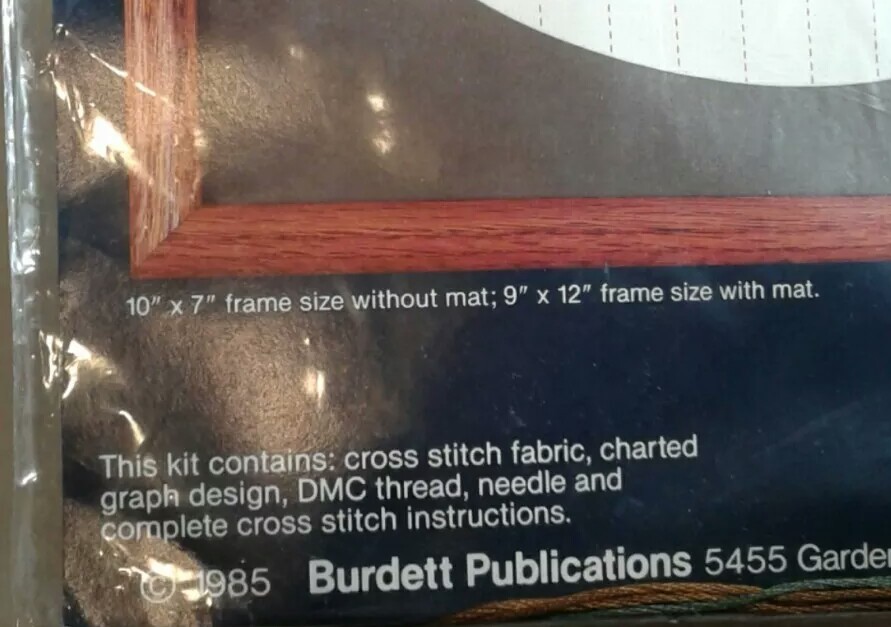 10" x 7" frame size without mat; 9" x 12" frame size with mat.
This kit contains: cross stitch fabric, charted
graph design, DMC thread, needle and
complete cross stitch instructions.
© 1985 Burdett Publications 5455